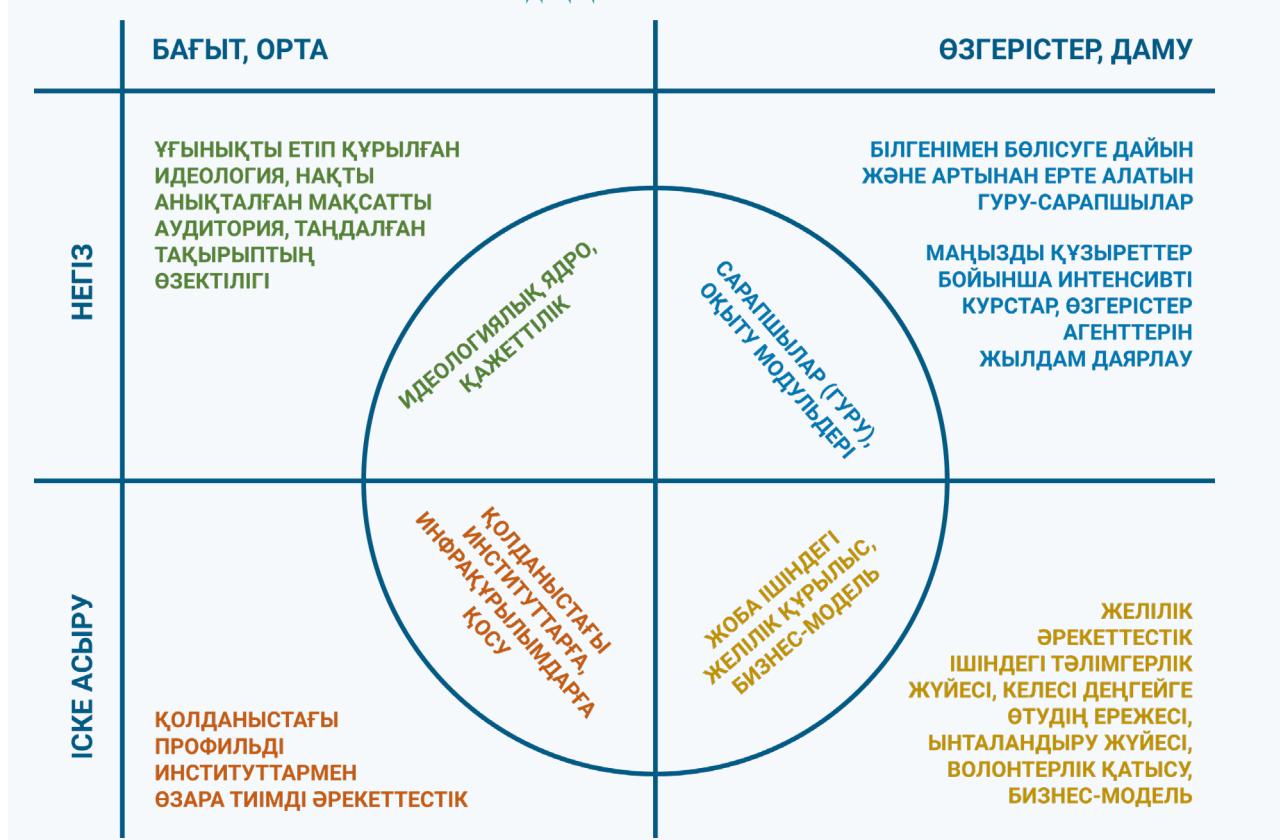 БАҒЫТ, ОРТА
ӨЗГЕРІСТЕР, ДАМУ
НЕГІЗ
ҰҒЫНЫҚТЫ ЕТІП ҚҰРЫЛҒАН
ИДЕОЛОГИЯ, НАҚТЫ
АНЫҚТАЛҒАН МАҚСАТТЫ
АУДИТОРИЯ, ТАҢДАЛҒАН
ТАҚЫРЫПТЫҢ
ӨЗЕКТІЛІГІ
ИДЕОЛОГИЯЛЫҚ ЯДРО,
ҚАЖЕТТІЛІК
БІЛГЕНІМЕН БӨЛІСУГЕ ДАЙЫН
ЖӘНЕ АРТЫНАН ЕРТЕ АЛАТЫН
ГУРУ-САРАПШЫЛАР
МАҢЫЗДЫ ҚҰЗЫРЕТТЕР
БОЙЫНША ИНТЕНСИВТІ
КУРСТАР, ӨЗГЕРІСТЕР
АГЕНТТЕРІН
ЖЫЛДАМ ДАЯРЛАУ
САРАПШЫЛАР (ГУРУ),
ОҚЫТУ МОДУЛЬДЕРІ
ІСКЕ АСЫРУ
ҚОЛДАНЫСТАҒЫ
ИНСТИТУТТАРҒА,
ИНФРАҚҰРЫЛЫМДАРҒА
ҚОСУ
ҚОЛДАНЫСТАҒЫ
ПРОФИЛЬДІ
ИНСТИТУТТАРМЕН
ӨЗАРА ТИІМДІ ӘРЕКЕТТЕСТІК
ЖОБА ІШІНДЕГІ
ЖЕЛІЛІК ҚҰРЫЛЫС,
БИЗНЕС-МОДЕЛЬ
ЖЕЛІЛІК
ӘРЕКЕТТЕСТІК
ІШІНДЕГІ ТӘЛІМГЕРЛІК
ЖҮЙЕСІ, КЕЛЕСІ ДЕҢГЕЙГЕ
ӨТУДІҢ ЕРЕЖЕСІ,
ЫНТАЛАНДЫРУ ЖҮЙЕСІ,
ВОЛОНТЕРЛІК ҚАТЫСУ,
БИЗНЕС-МОДЕЛЬ